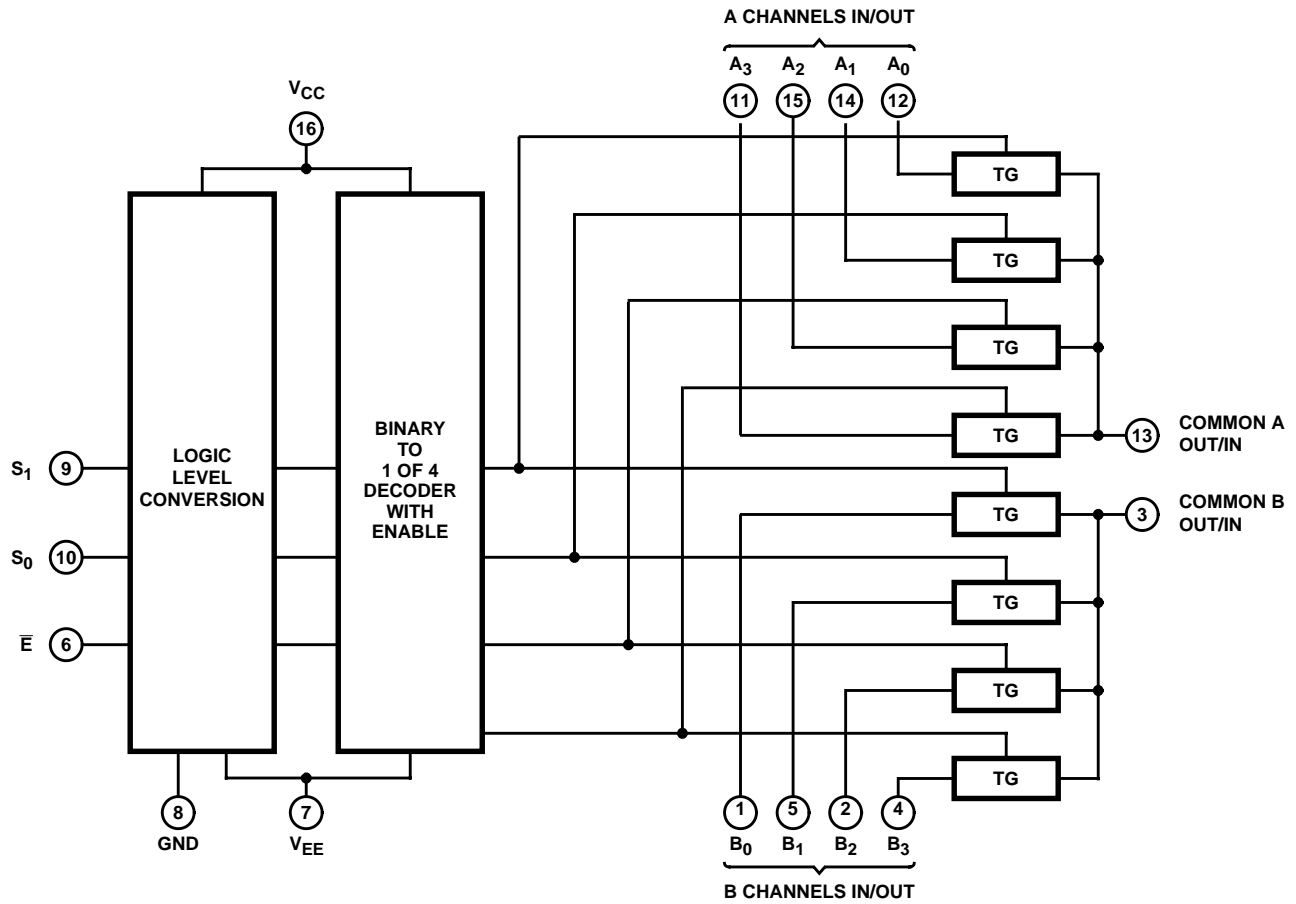 A CHANNELS IN/OUT
A3 A2 A1 A0
11 15 14 12
VCC
16
TG
TG
TG
TG
13 COMMON A
OUT/IN
BINARY
TO
1 OF 4
DECODER
WITH
ENABLE
LOGIC
LEVEL
CONVERSION
S1 9
S0 10
E̅ 6
TG
3 COMMON B
OUT/IN
TG
TG
TG
8
GND
7
VEE
1 5 2 4
B0 B1 B2 B3
B CHANNELS IN/OUT